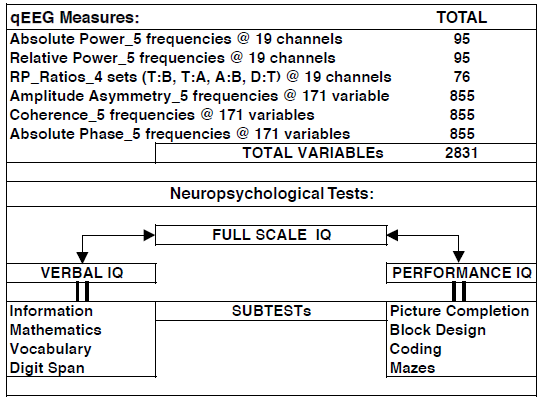 qEEG Measures: TOTAL
Absolute Power_5 frequencies @ 19 channels 95
Relative Power_5 frequencies @ 19 channels 95
RP_Ratios_4 sets (T:B, T:A, A:B, D:T) @ 19 channels 76
Amplitude Asymmetry_5 frequencies @ 171 variable 855
Coherence_5 frequencies @ 171 variables 855
Absolute Phase_5 frequencies @ 171 variables 855
TOTAL VARIABLEs 2831
Neuropsychological Tests:
FULL SCALE IQ
VERBAL IQ PERFORMANCE IQ
Information SUBTESTs Picture Completion
Mathematics Block Design
Vocabulary Coding
Digit Span Mazes